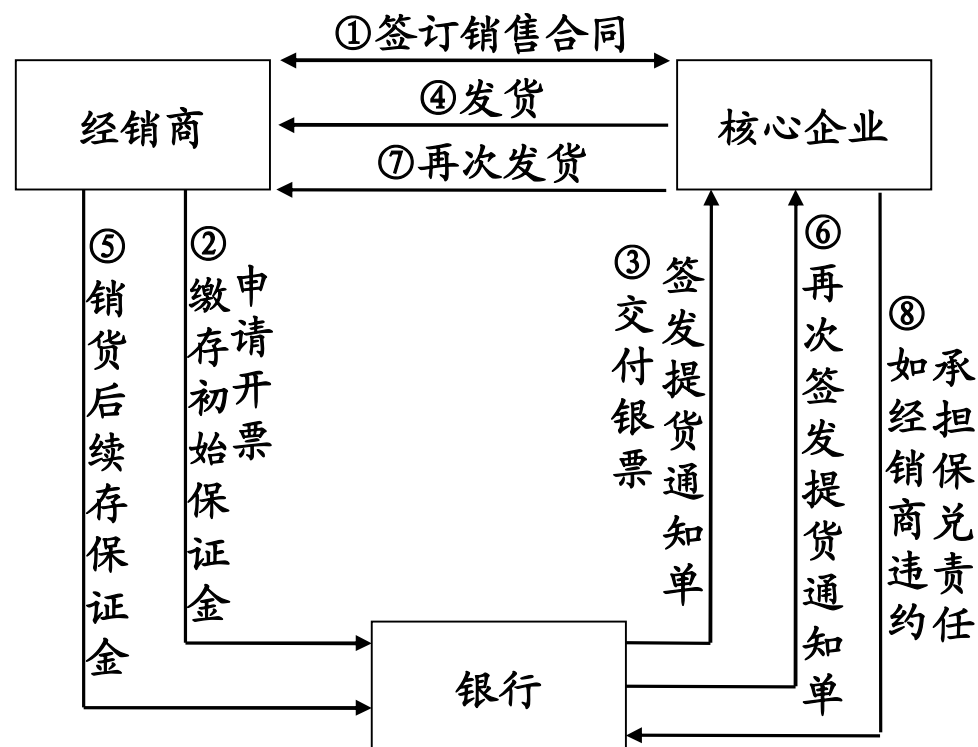 ①签订销售合同
经销商
④发货
核心企业
⑦再次发货
⑤销货后续存保证金
②缴存初始保证金
申请开票
③交付银票
签发提货通知单
⑥再次签发提货通知单
⑧如经销商违约
承担保兑责任
银行